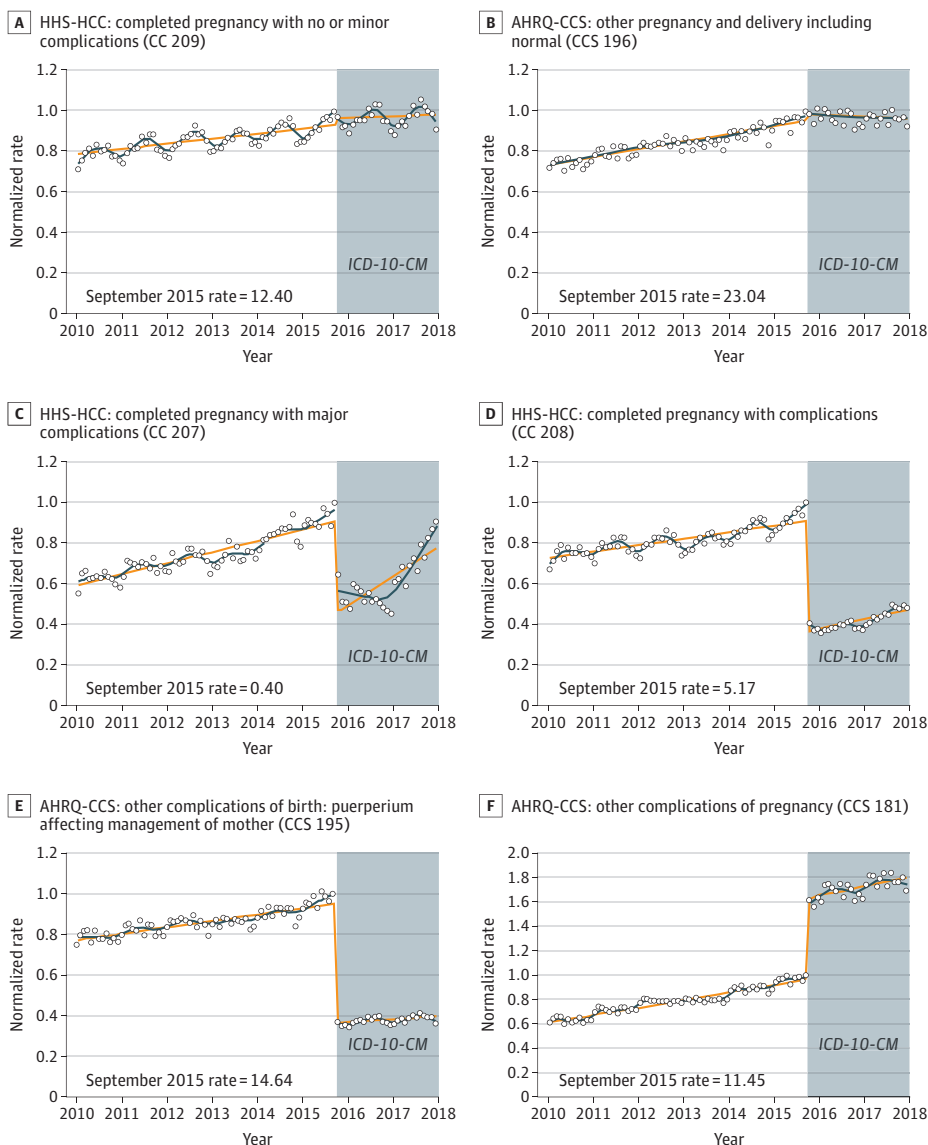 A HHS-HCC: completed pregnancy with no or minor
complications (CC 209)
1.2
1.0
0.8
0.6
0.4
0.2
0
Normalized rate
ICD-10-CM
September 2015 rate = 12.40
2010 2011 2012 2013 2014 2015 2016 2017 2018
Year
B AHRQ-CCS: other pregnancy and delivery including
normal (CCS 196)
1.2
1.0
0.8
0.6
0.4
0.2
0
Normalized rate
ICD-10-CM
September 2015 rate = 23.04
2010 2011 2012 2013 2014 2015 2016 2017 2018
Year
C HHS-HCC: completed pregnancy with major
complications (CC 207)
1.2
1.0
0.8
0.6
0.4
0.2
0
Normalized rate
ICD-10-CM
September 2015 rate = 0.40
2010 2011 2012 2013 2014 2015 2016 2017 2018
Year
D HHS-HCC: completed pregnancy with complications
(CC 208)
1.2
1.0
0.8
0.6
0.4
0.2
0
Normalized rate
ICD-10-CM
September 2015 rate = 5.17
2010 2011 2012 2013 2014 2015 2016 2017 2018
Year
E AHRQ-CCS: other complications of birth: puerperium
affecting management of mother (CCS 195)
1.2
1.0
0.8
0.6
0.4
0.2
0
Normalized rate
ICD-10-CM
September 2015 rate = 14.64
2010 2011 2012 2013 2014 2015 2016 2017 2018
Year
F AHRQ-CCS: other complications of pregnancy (CCS 181)
2.0
1.8
1.6
1.4
1.2
1.0
0.8
0.6
0.4
0.2
0
Normalized rate
ICD-10-CM
September 2015 rate = 11.45
2010 2011 2012 2013 2014 2015 2016 2017 2018
Year